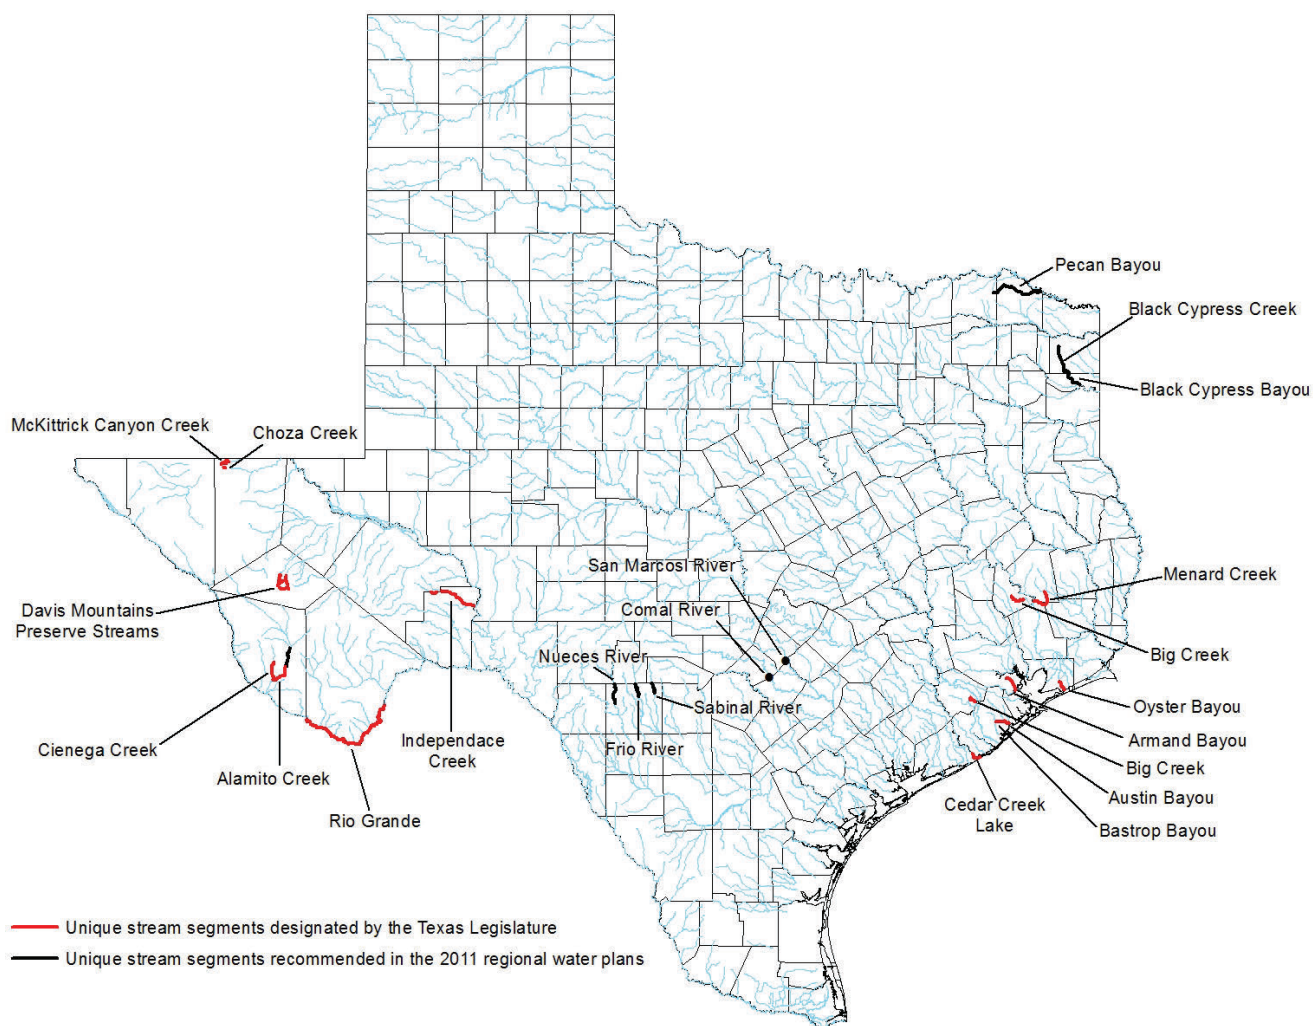 Pecan Bayou
Black Cypress Creek
Black Cypress Bayou
McKittrick Canyon Creek
Choza Creek
San Marcosl River
Menard Creek
Comal River
Davis Mountains
Preserve Streams
Big Creek
Nueces River
Sabinal River
Oyster Bayou
Cienega Creek
Independace
Creek
Frio River
Armand Bayou
Alamito Creek
Big Creek
Austin Bayou
Cedar Creek
Lake
Rio Grande
Bastrop Bayou
Unique stream segments designated by the Texas Legislature
Unique stream segments recommended in the 2011 regional water plans